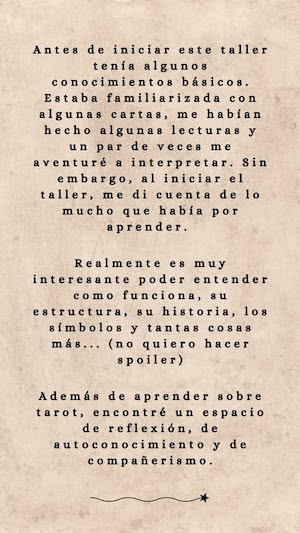 Antes de iniciar este taller
tenía algunos
conocimientos básicos.
Estaba familiarizada con
algunas cartas, me habían
hecho algunas lecturas y
un par de veces me
aventuré a interpretar. Sin
embargo, al iniciar el
taller, me di cuenta de lo
mucho que había por
aprender.
Realmente es muy
interesante poder entender
como funciona, su
estructura, su historia, los
símbolos y tantas cosas
más... (no quiero hacer
spoiler)
Además de aprender sobre
tarot, encontré un espacio
de reflexión, de
autoconocimiento y de
compañerismo.